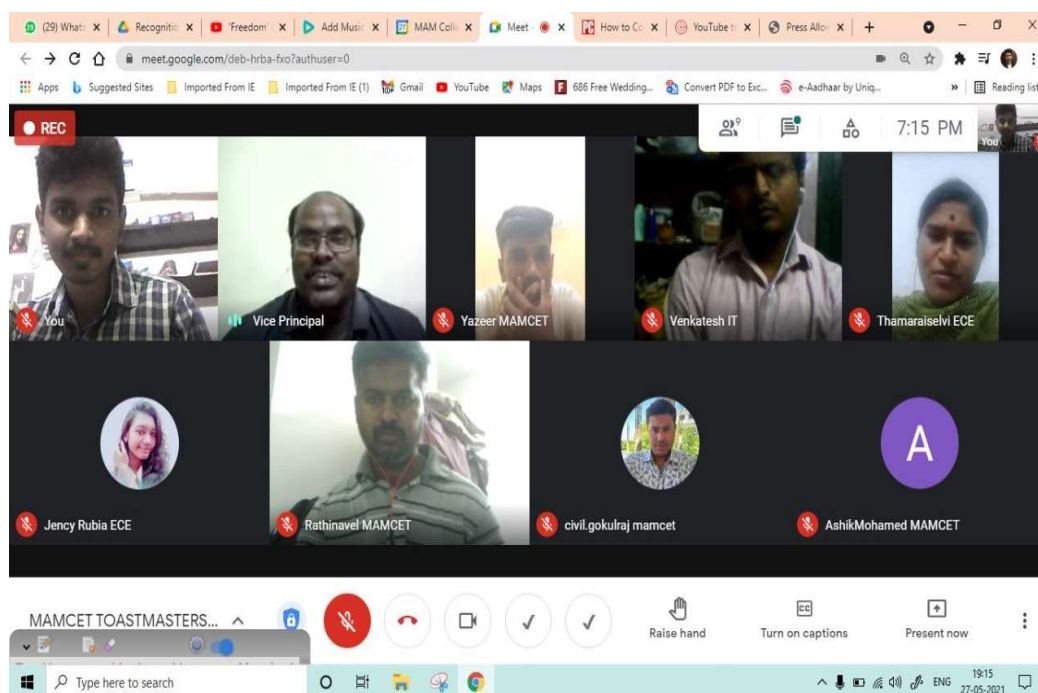 (29) What:
Recognitio
'Freedom'
Add Music
MAM Coll
Meet -
How to Co
YouTube t
Press Allo
meet.google.com/deb-hrba-fxo?authuser=0
Apps Suggested Sites Imported From IE Imported From IE (1) Gmail YouTube Maps 686 Free Wedding... Convert PDF to Exc... e-Aadhaar by Uniq... » Reading list
REC
9
7:15 PM
You
You
Vice Principal
Yazeer MAMCET
Venkatesh IT
Thamaraiselvi ECE
Jency Rubia ECE
Rathinavel MAMCET
civil.gokulraj mamcet
A
AshikMohamed MAMCET
MAMCET TOASTMASTERS...
Raise hand
CC
Turn on captions
Present now
Type here to search
ENG
19:15
27-05-2021